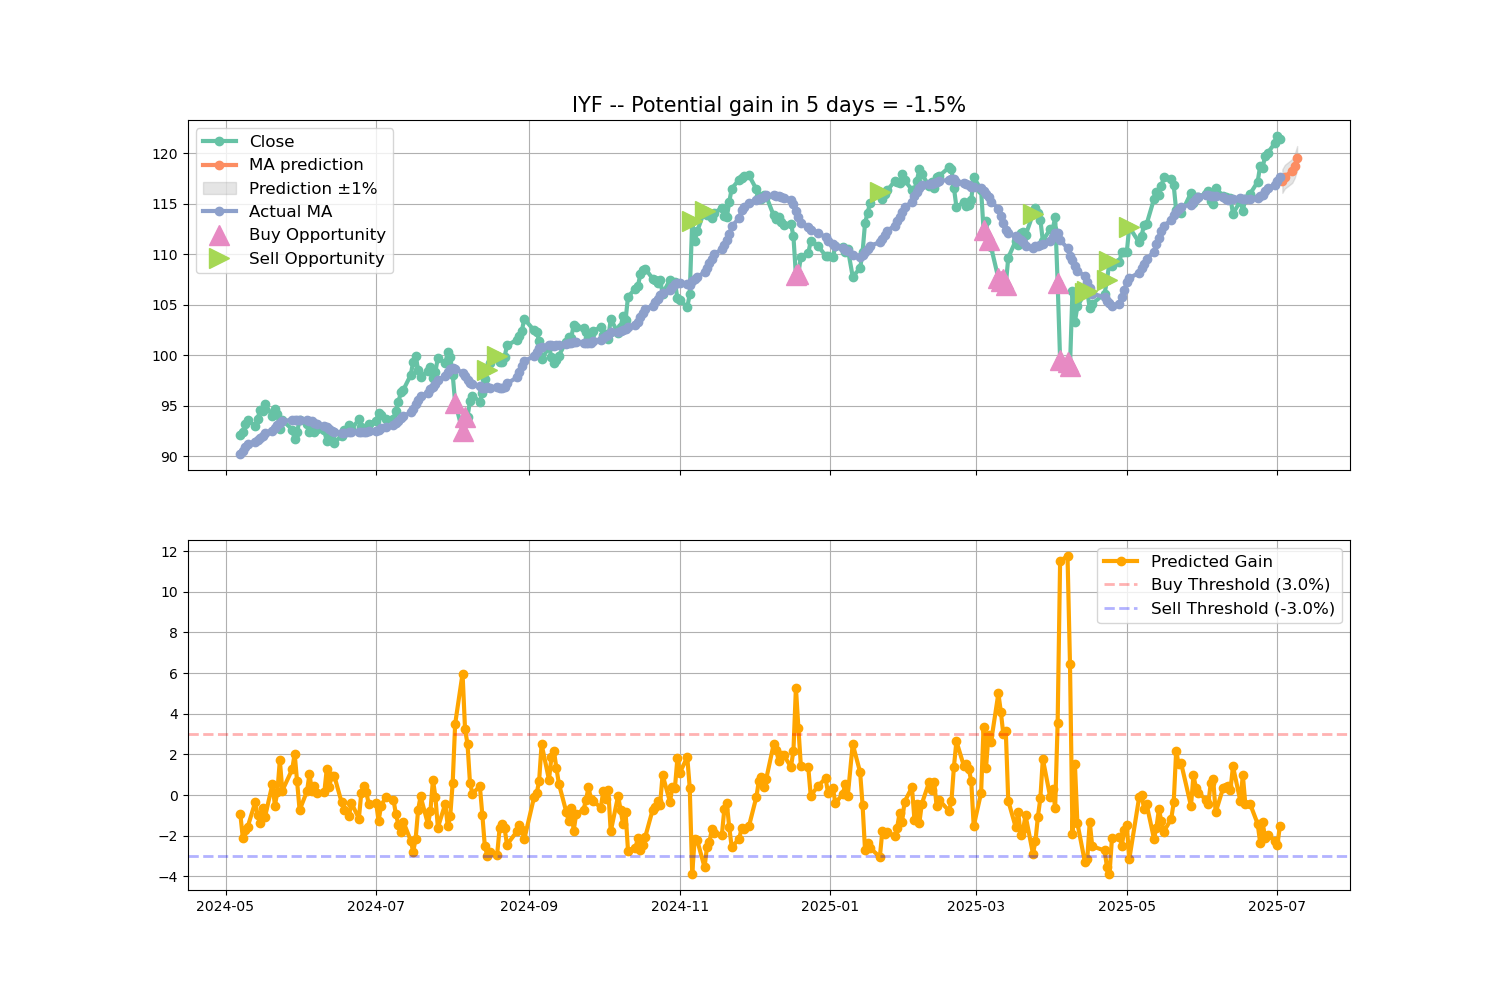 IYF -- Potential gain in 5 days = -1.5%
Close
MA prediction
Prediction ±1%
Actual MA
Buy Opportunity
Sell Opportunity
120
115
110
105
100
95
90
Predicted Gain
Buy Threshold (3.0%)
Sell Threshold (-3.0%)
12
10
8
6
4
2
0
−2
−4
2024-05 2024-07 2024-09 2024-11 2025-01 2025-03 2025-05 2025-07